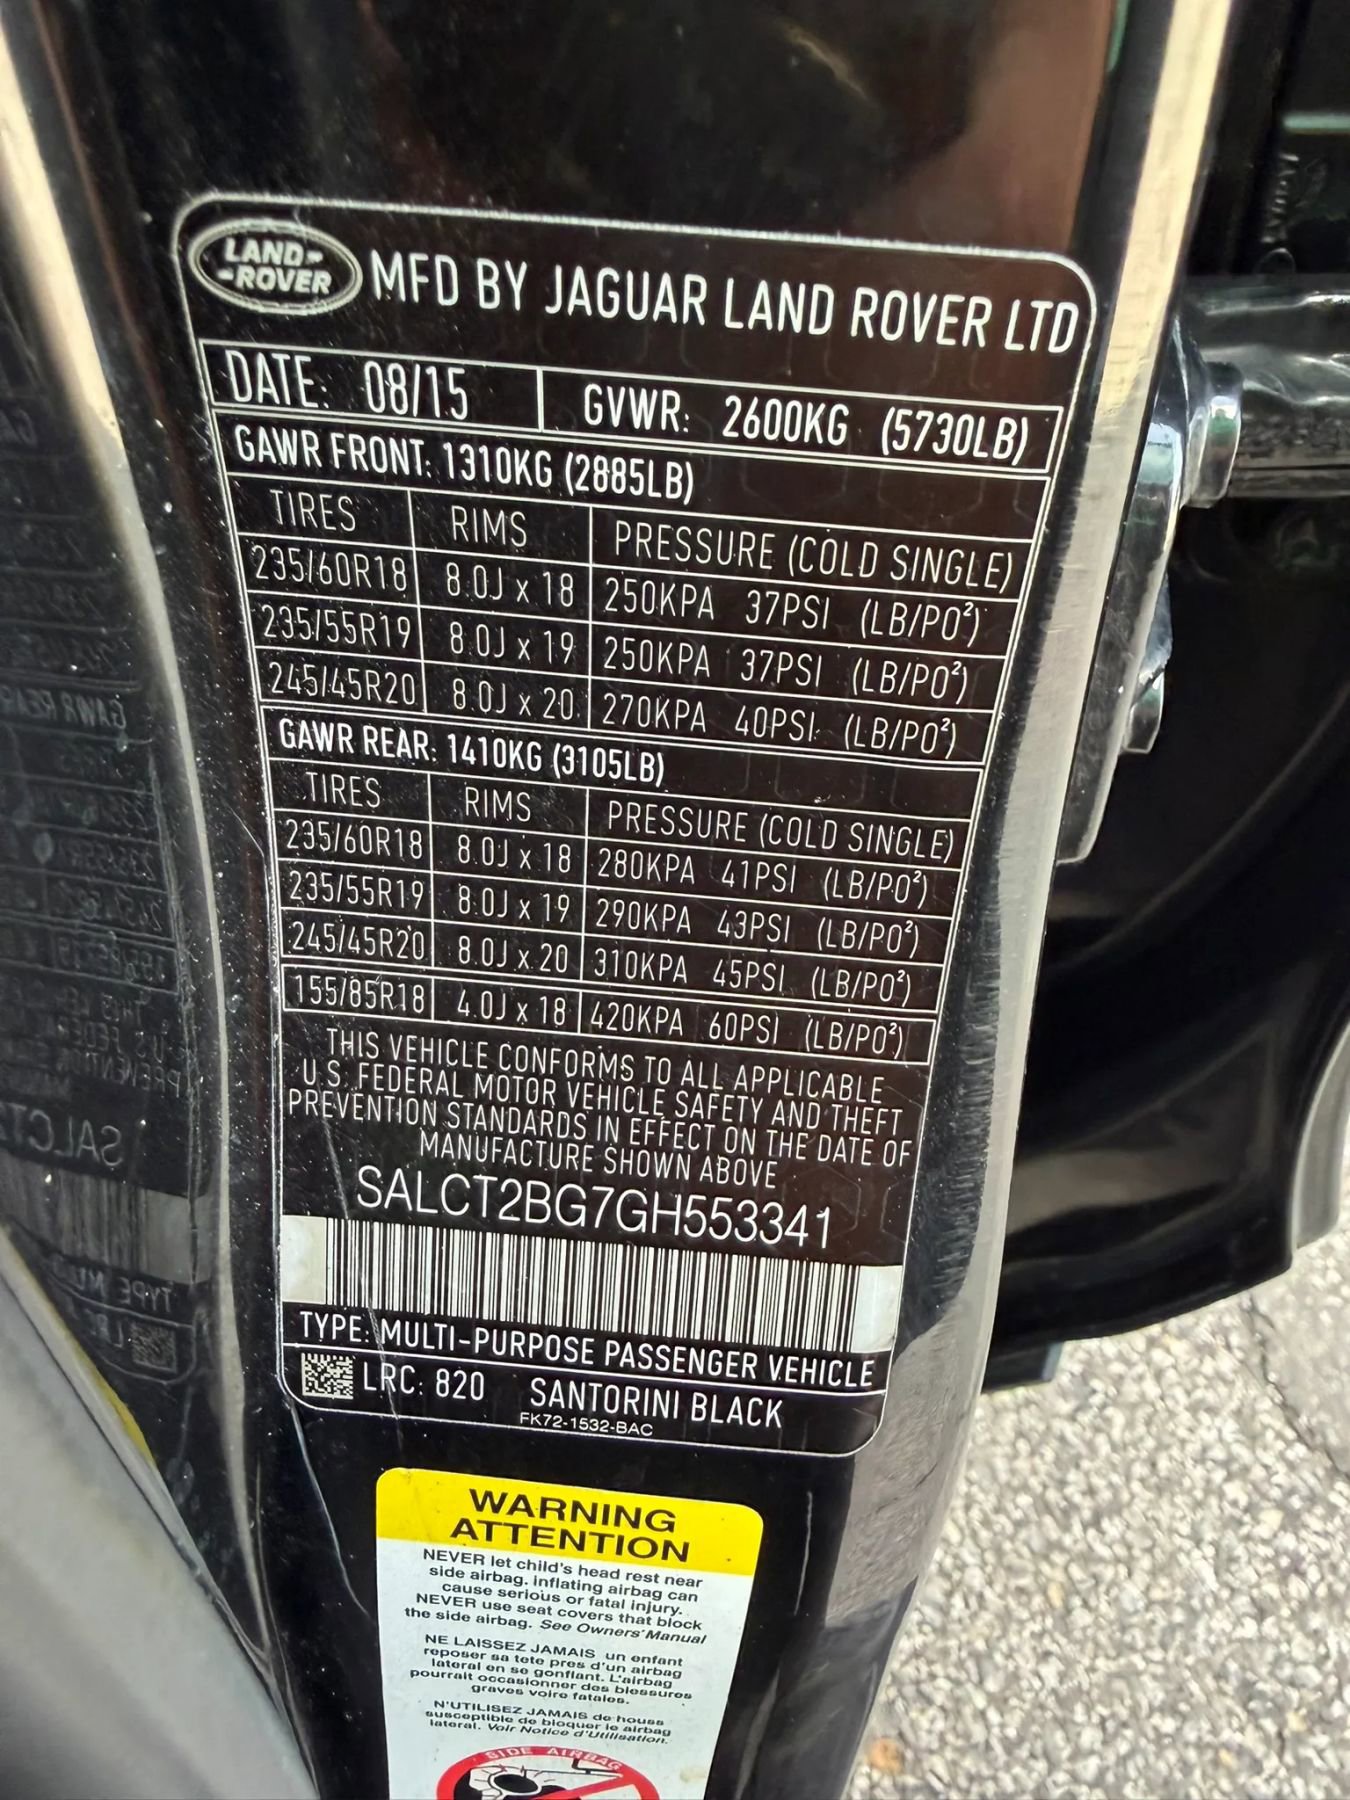 LAND-
-ROVER
MFD BY JAGUAR LAND ROVER LTD
DATE: 08/15 GVWR: 2600KG (5730LB)
GAWR FRONT: 1310KG (2885LB)
TIRES RIMS PRESSURE (COLD SINGLE)
235/60R18 8.0J x 18 250KPA 37PSI (LB/PO²)
235/55R19 8.0J x 19 250KPA 37PSI (LB/PO²)
245/45R20 8.0J x 20 270KPA 40PSI (LB/PO²)
GAWR REAR: 1410KG (3105LB)
TIRES RIMS PRESSURE (COLD SINGLE)
235/60R18 8.0J x 18 280KPA 41PSI (LB/PO²)
235/55R19 8.0J x 19 290KPA 43PSI (LB/PO²)
245/45R20 8.0J x 20 310KPA 45PSI (LB/PO²)
155/85R18 4.0J x 18 420KPA 60PSI (LB/PO²)
THIS VEHICLE CONFORMS TO ALL APPLICABLE
U.S. FEDERAL MOTOR VEHICLE SAFETY AND THEFT
PREVENTION STANDARDS IN EFFECT ON THE DATE OF
MANUFACTURE SHOWN ABOVE
SALCT2BG7GH553341
TYPE: MULTI-PURPOSE PASSENGER VEHICLE
LRC: 820 SANTORINI BLACK
FK72-1532-BAC
WARNING
ATTENTION
NEVER let child's head rest near
side airbag. inflating airbag can
cause serious or fatal injury.
NEVER use seat covers that block
the side airbag. See Owners' Manual
NE LAISSEZ JAMAIS un enfant
reposer sa tete pres d'un airbag
lateral en se gonflant. L'airbag
pourrait occasionner des blessures
graves voire fatales.
N'UTILISEZ JAMAIS de house
susceptible de bloquer le airbag
lateral. Voir Notice d'Utilisation.
SIDE AIRBAG